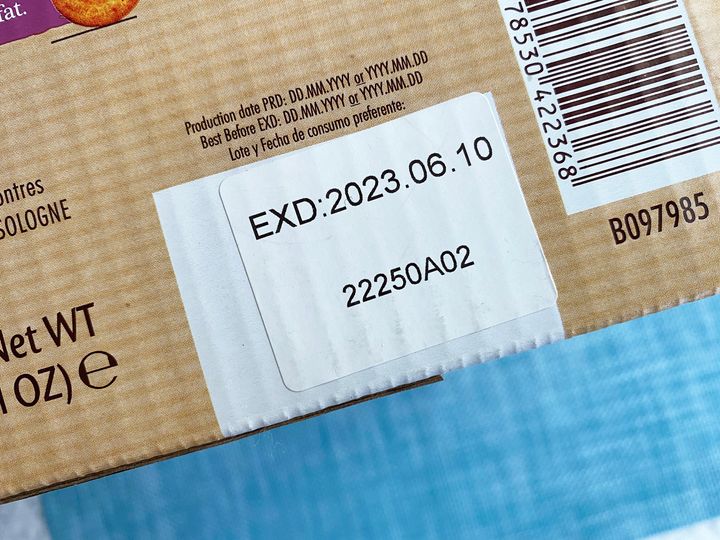 fat.
Production date PRD: DD.MM.YYYY or YYYY.MM.DD
Best Before EXD: DD.MM.YYYY or YYYY.MM.DD
Lote y Fecha de consumo preferente:
EXD:2023.06.10
22250A02
78530 422368
B097985
ontres
SOLOGNE
Net WT
OZ) e